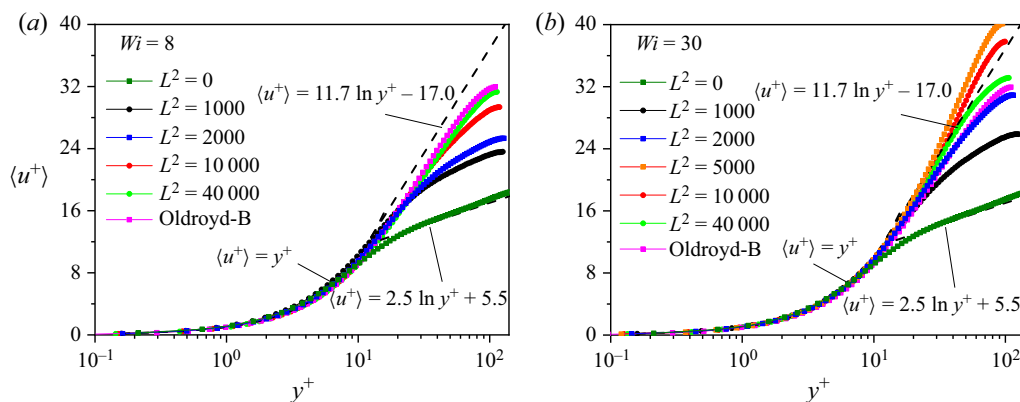 (a)
40
32
24
16
8
0
⟨u⁺⟩
Wi = 8
L² = 0
L² = 1000
L² = 2000
L² = 10 000
L² = 40 000
Oldroyd-B
⟨u⁺⟩ = 11.7 ln y⁺ – 17.0
⟨u⁺⟩ = y⁺
⟨u⁺⟩ = 2.5 ln y⁺ + 5.5
10⁻¹ 10⁰ 10¹ 10²
y⁺
(b)
40
32
24
16
8
0
Wi = 30
L² = 0
L² = 1000
L² = 2000
L² = 5000
L² = 10 000
L² = 40 000
Oldroyd-B
⟨u⁺⟩ = 11.7 ln y⁺ – 17.0
⟨u⁺⟩ = y⁺
⟨u⁺⟩ = 2.5 ln y⁺ + 5.5
10⁻¹ 10⁰ 10¹ 10²
y⁺